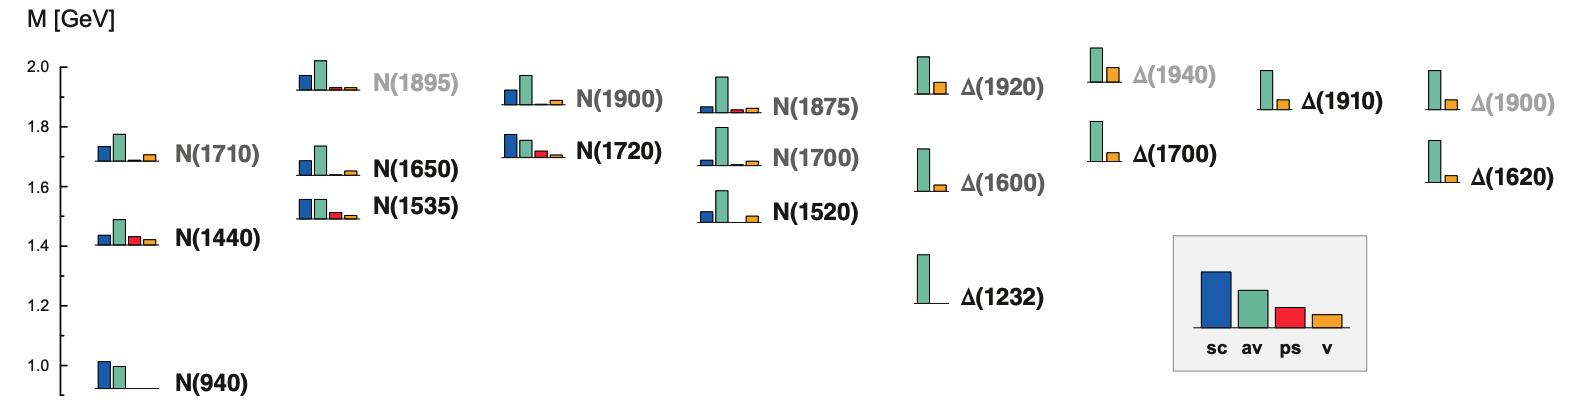 M [GeV]
2.0
1.8
1.6
1.4
1.2
1.0
N(1710)
N(1440)
N(940)
N(1895)
N(1650)
N(1535)
N(1900)
N(1720)
N(1875)
N(1700)
N(1520)
Δ(1920)
Δ(1600)
Δ(1232)
Δ(1940)
Δ(1700)
Δ(1910)
Δ(1900)
Δ(1620)
sc av ps v